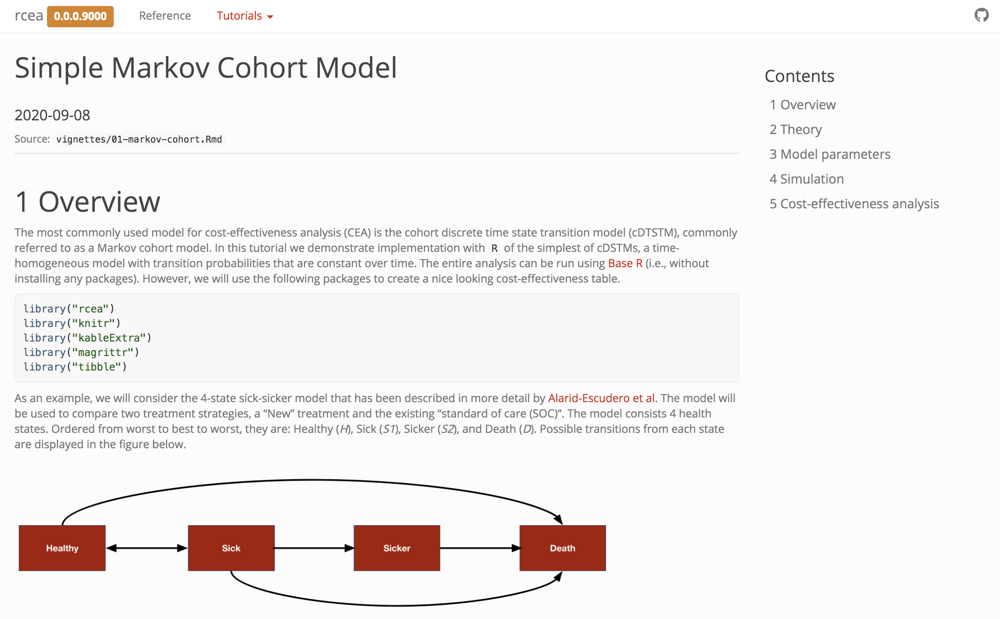 rcea 0.0.0.9000 Reference Tutorials
Simple Markov Cohort Model
2020-09-08
Source: vignettes/01-markov-cohort.Rmd
1 Overview
The most commonly used model for cost-effectiveness analysis (CEA) is the cohort discrete time state transition model (cDTSTM), commonly
referred to as a Markov cohort model. In this tutorial we demonstrate implementation with R of the simplest of cDSTMs, a time-
homogeneous model with transition probabilities that are constant over time. The entire analysis can be run using Base R (i.e., without
installing any packages). However, we will use the following packages to create a nice looking cost-effectiveness table.
library("rcea")
library("knitr")
library("kableExtra")
library("magrittr")
library("tibble")
As an example, we will consider the 4-state sick-sicker model that has been described in more detail by Alarid-Escudero et al. The model will
be used to compare two treatment strategies, a “New” treatment and the existing “standard of care (SOC)”. The model consists 4 health
states. Ordered from worst to best to worst, they are: Healthy (H), Sick (S1), Sicker (S2), and Death (D). Possible transitions from each state
are displayed in the figure below.
Healthy Sick Sicker Death
Contents
1 Overview
2 Theory
3 Model parameters
4 Simulation
5 Cost-effectiveness analysis